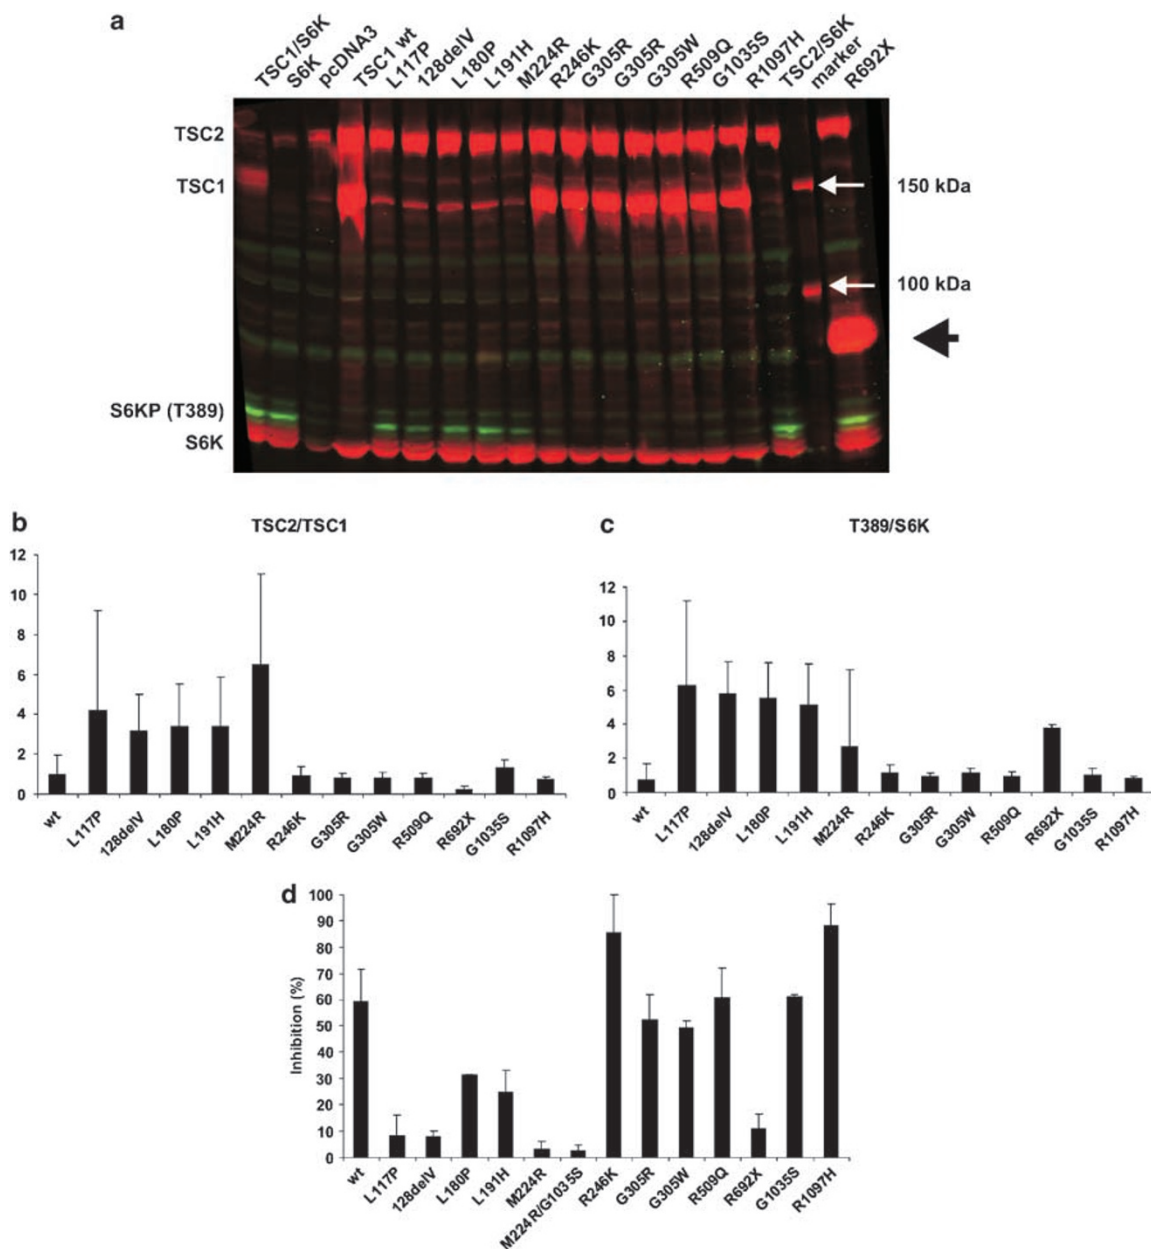 a
TSC1/S6K S6K pcDNA3 TSC1 wt L117P 128delV L180P L191H M224R R246K G305R G305R G305W R509Q G1035S R1097H TSC2/S6K marker R692X
TSC2
TSC1
150 kDa
100 kDa
S6KP (T389)
S6K
b
TSC2/TSC1
12
10
8
6
4
2
0
wt L117P 128delV L180P L191H M224R R246K G305R G305W R509Q R692X G1035S R1097H
c
T389/S6K
12
10
8
6
4
2
0
wt L117P 128delV L180P L191H M224R R246K G305R G305W R509Q R692X G1035S R1097H
d
Inhibition (%)
100
90
80
70
60
50
40
30
20
10
0
wt L117P 128delV L180P L191H M224R M224R/G1035S R246K G305R G305W R509Q R692X G1035S R1097H